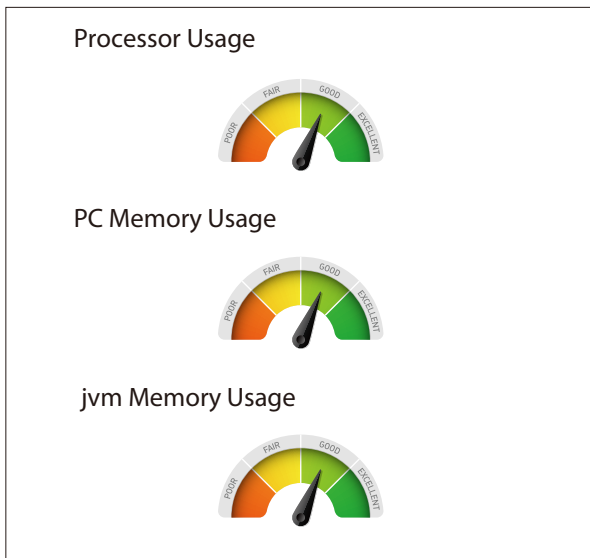 Processor Usage
POOR
FAIR
GOOD
EXCELLENT
PC Memory Usage
POOR
FAIR
GOOD
EXCELLENT
jvm Memory Usage
POOR
FAIR
GOOD
EXCELLENT